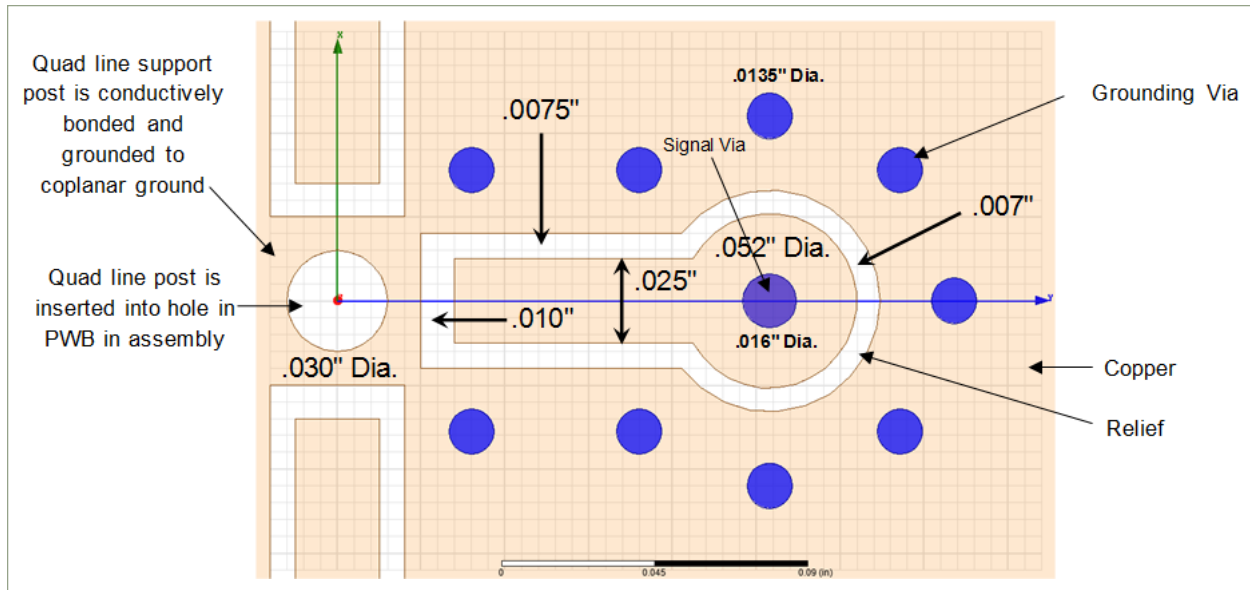 Quad line support
post is conductively
bonded and
grounded to
coplanar ground
Quad line post is
inserted into hole in
PWB in assembly
x
.0135" Dia.
Grounding Via
.0075"
Signal Via
.007"
.052" Dia.
.025"
.010"
.016" Dia.
.030" Dia.
Y
Copper
Relief
0
0.045
0.09 (in)